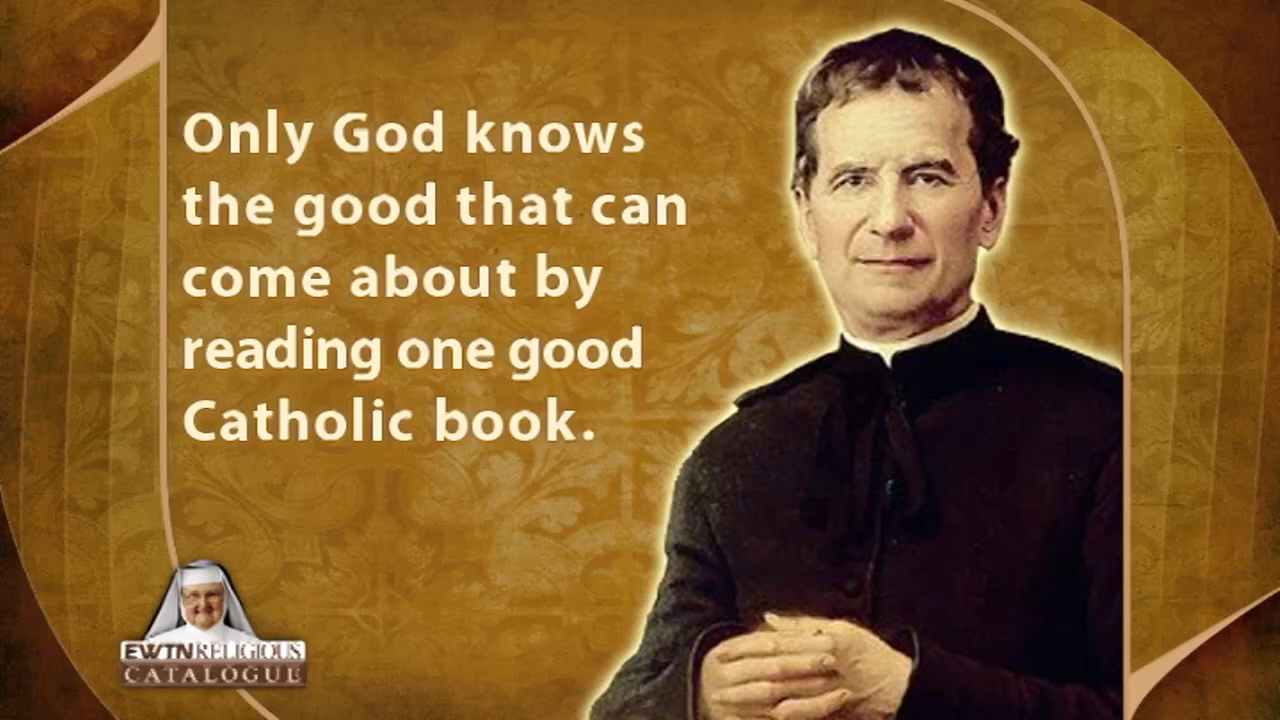 Only God knows
the good that can
come about by
reading one good
Catholic book.
EWTN RELIGIOUS
CATALOGUE